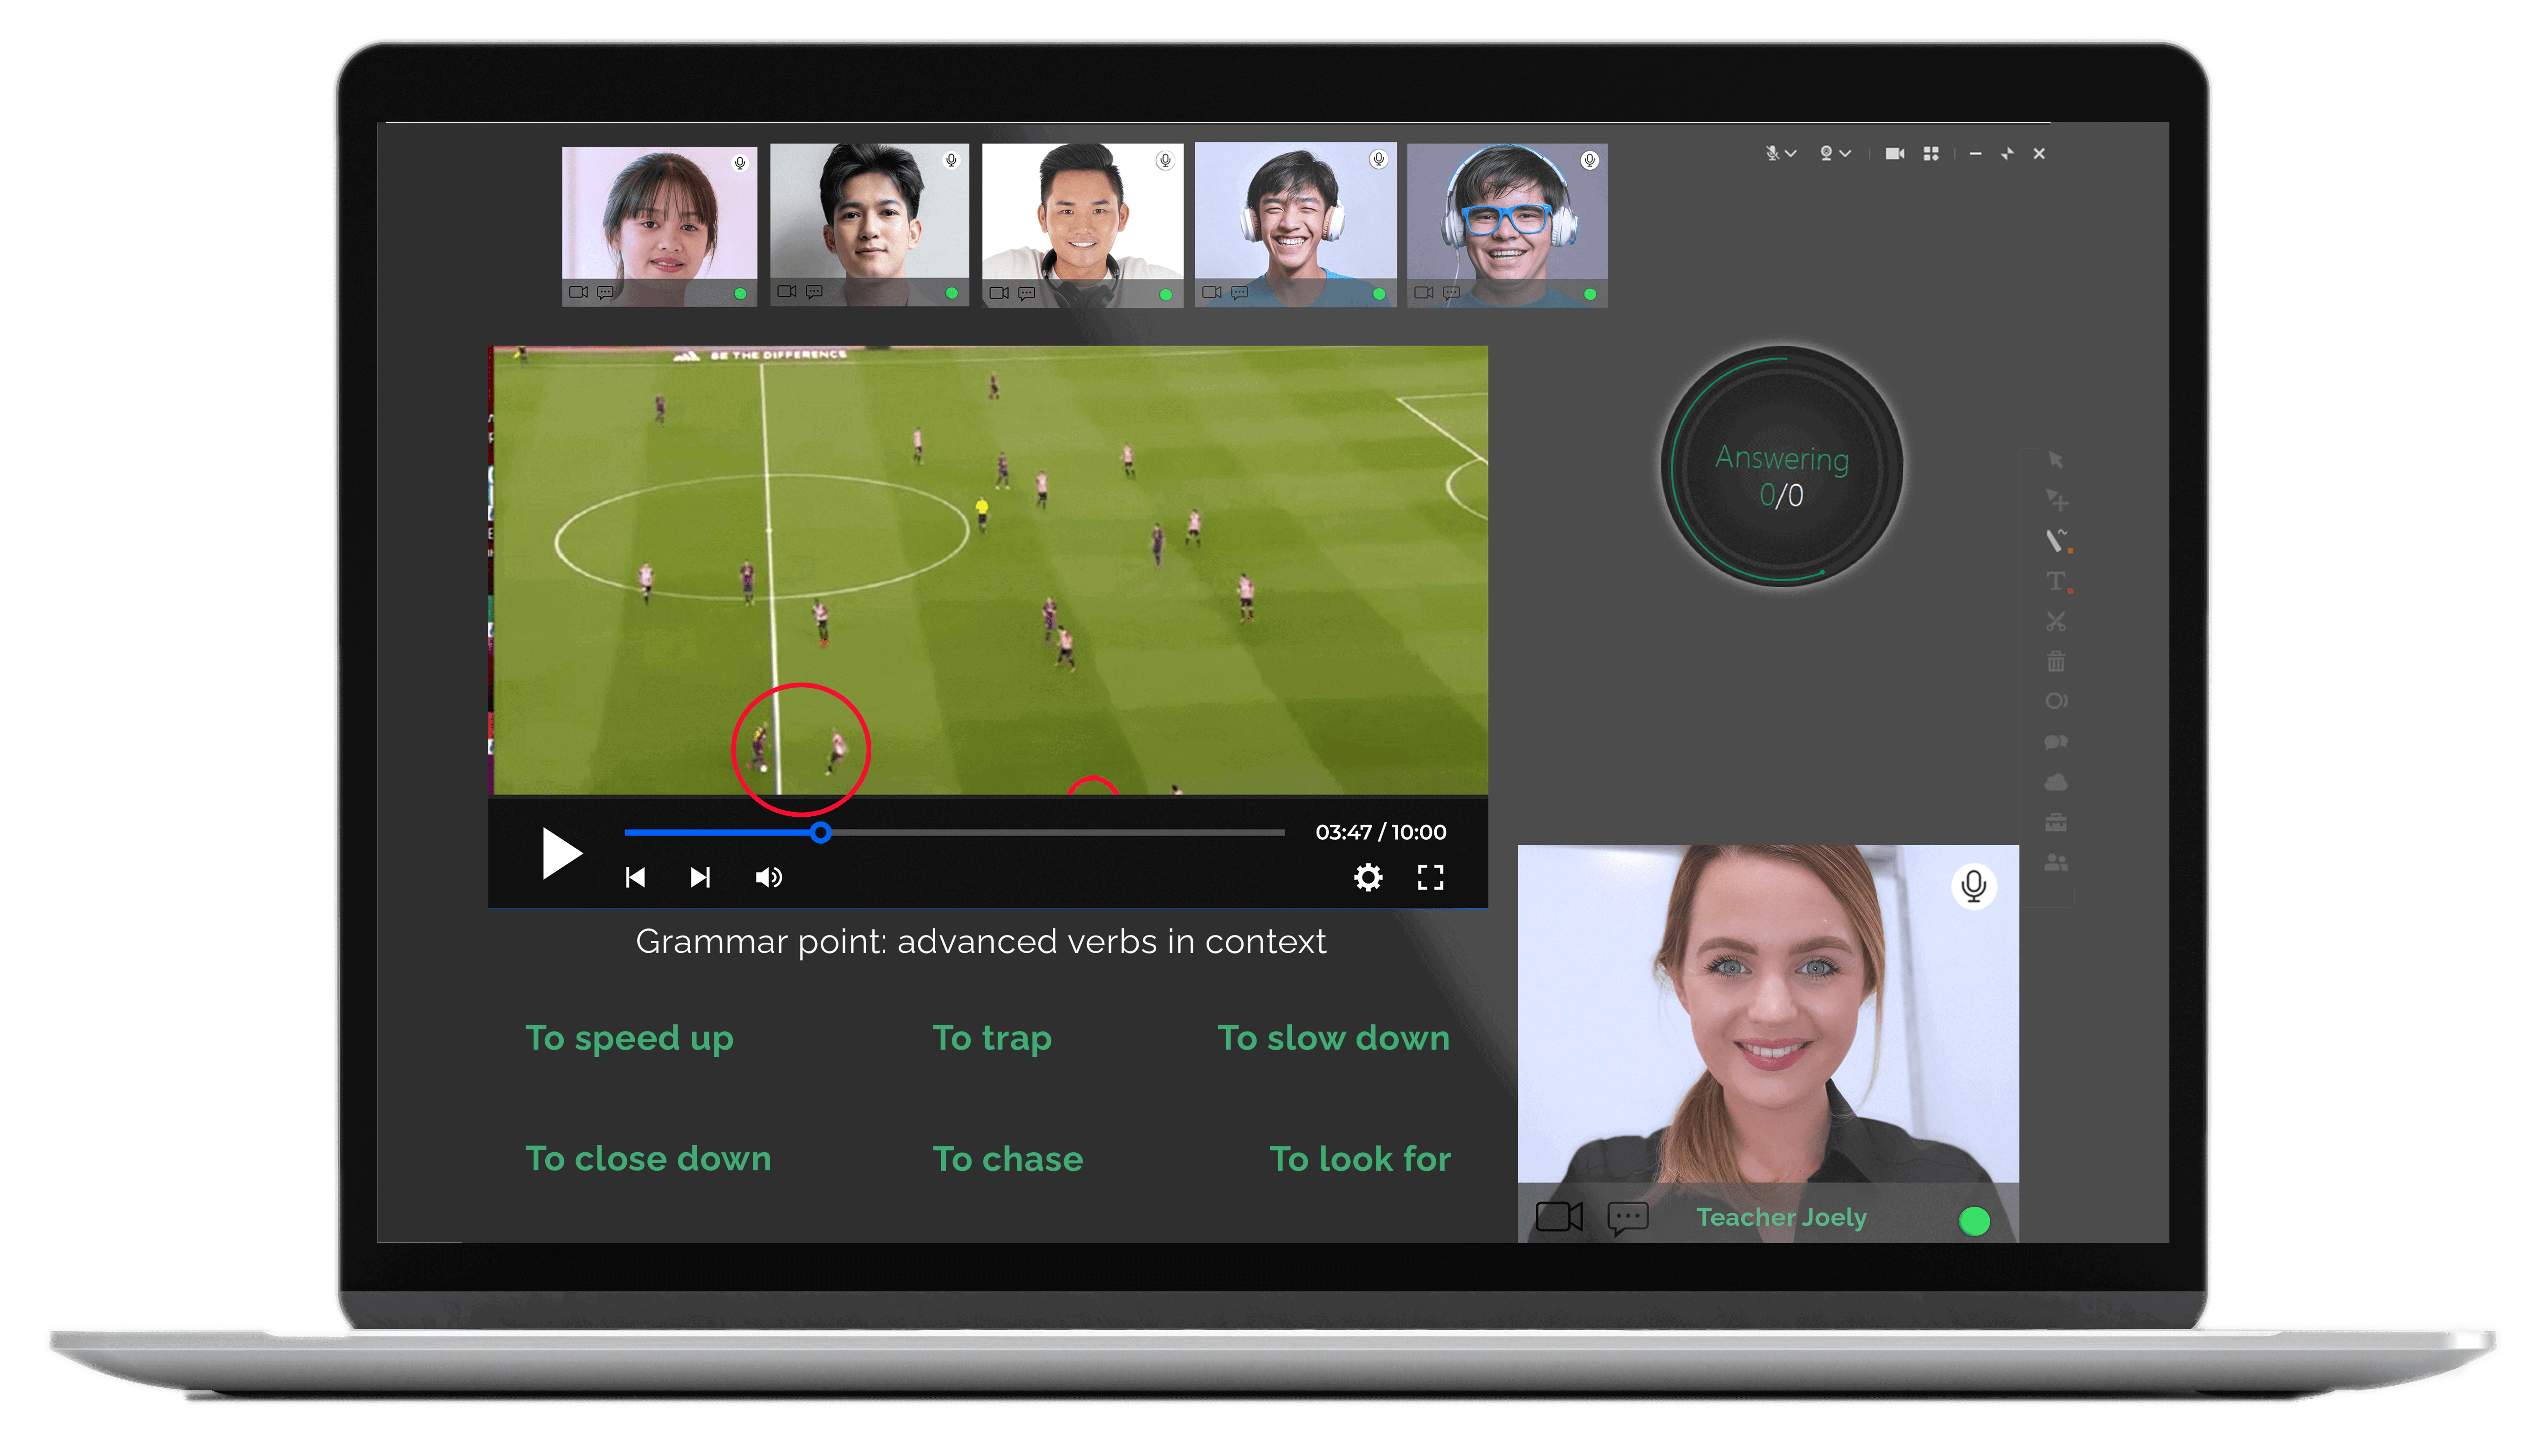 BE THE DIFFERENCE
Answering
0/0
03:47 / 10:00
Grammar point: advanced verbs in context
To speed up
To trap
To slow down
To close down
To chase
To look for
Teacher Joely